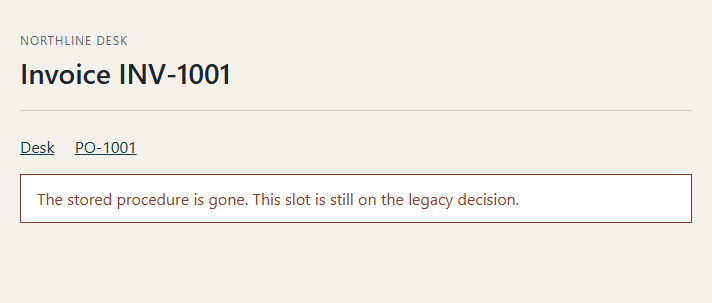 NORTHLINE DESK
Invoice INV-1001
Desk PO-1001
The stored procedure is gone. This slot is still on the legacy decision.